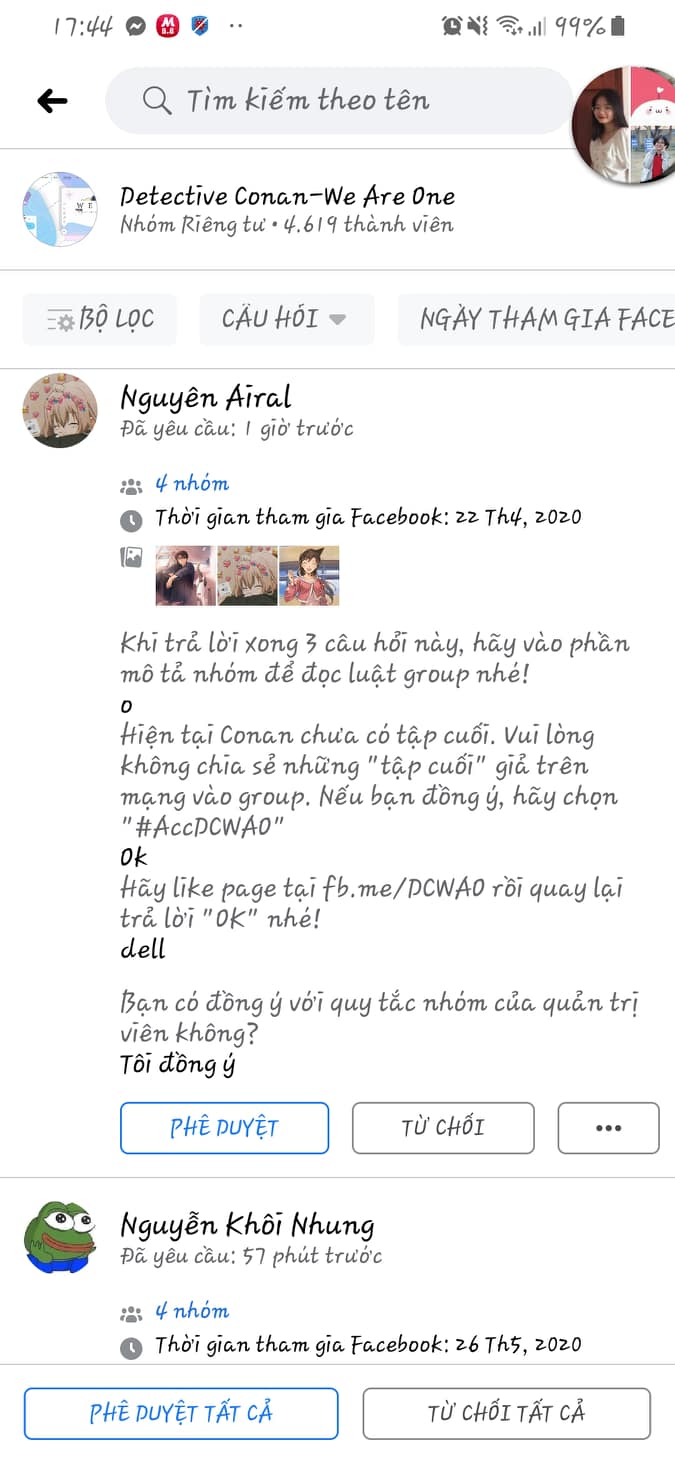 17:44
99%
Tìm kiếm theo tên
Detective Conan-We Are One
Nhóm Riêng tư • 4.619 thành viên
BỘ LỌC
CÂU HỎI
NGÀY THAM GIA FACE
Nguyên Airal
Đã yêu cầu: 1 giờ trước
4 nhóm
Thời gian tham gia Facebook: 22 Th4, 2020
Khi trả lời xong 3 câu hỏi này, hãy vào phần
mô tả nhóm để đọc luật group nhé!
o
Hiện tại Conan chưa có tập cuối. Vui lòng
không chia sẻ những "tập cuối" giả trên
mạng vào group. Nếu bạn đồng ý, hãy chọn
"#AccDCWAO"
Ok
Hãy like page tại fb.me/DCWAO rồi quay lại
trả lời "OK" nhé!
dell
Bạn có đồng ý với quy tắc nhóm của quản trị
viên không?
Tôi đồng ý
PHÊ DUYỆT
TỪ CHỐI
Nguyễn Khôi Nhung
Đã yêu cầu: 57 phút trước
4 nhóm
Thời gian tham gia Facebook: 26 Th5, 2020
PHÊ DUYỆT TẤT CẢ
TỪ CHỐI TẤT CẢ